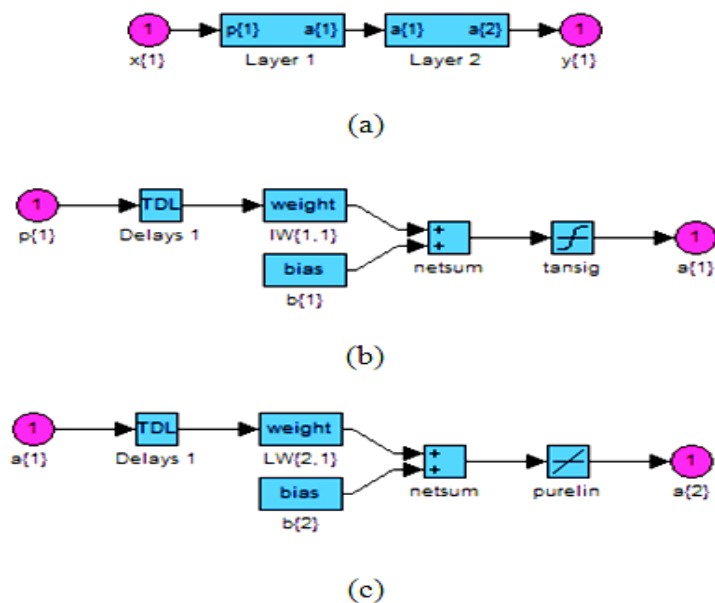 1 p{1} a{1} a{1} a{2} 1
x{1} Layer 1 Layer 2 y{1}
(a)
1 TDL weight
p{1} Delays 1 IW{1,1}
+
+
1
bias netsum tansig a{1}
b{1}
(b)
1 TDL weight
a{1} Delays 1 LW{2,1}
+
+
1
bias netsum purelin a{2}
b{2}
(c)